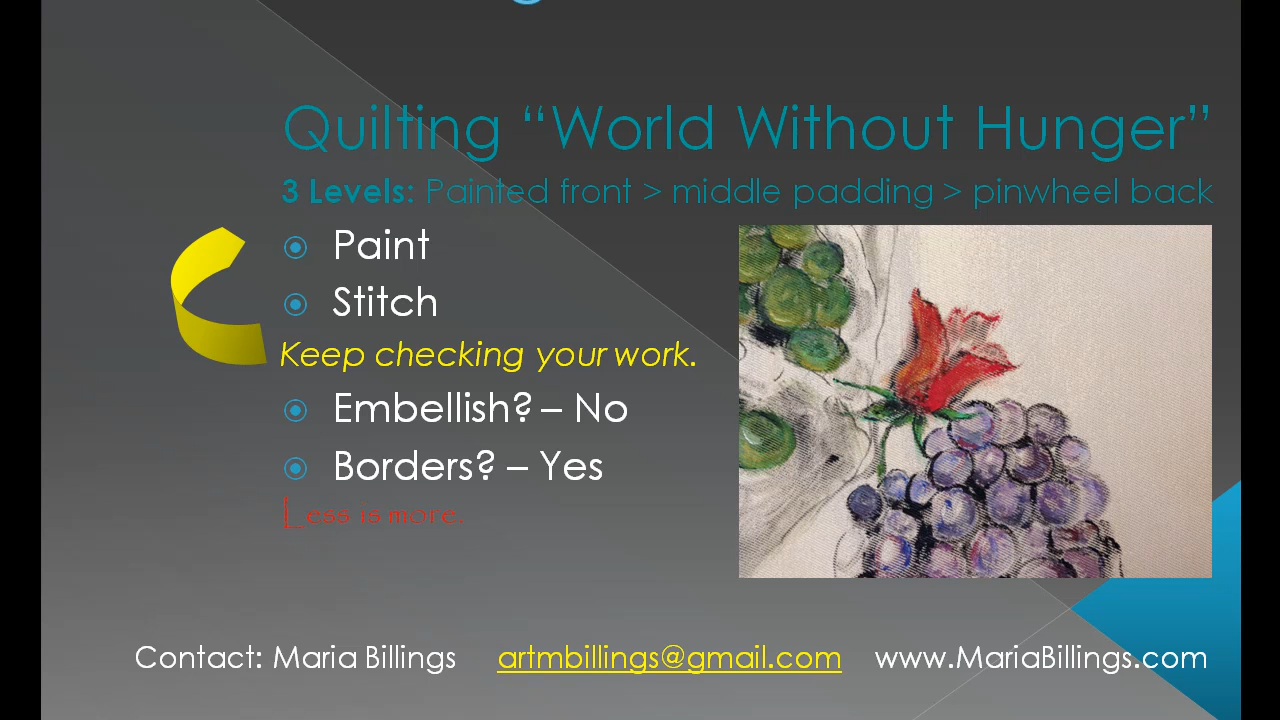 Quilting “World Without Hunger”
3 Levels: Painted front > middle padding > pinwheel back
Paint
Stitch
Keep checking your work.
Embellish? – No
Borders? – Yes
Less is more.
Contact: Maria Billings artmbillings@gmail.com www.MariaBillings.com